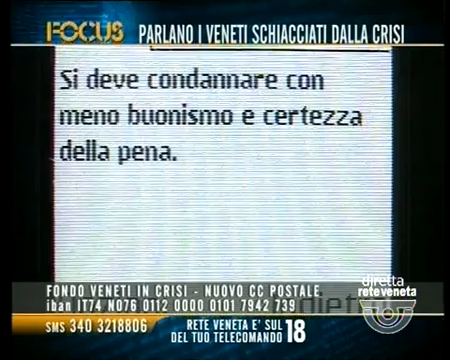 FOCUS PARLANO I VENETI SCHIACCIATI DALLA CRISI
Si deve condannare con
meno buonismo e certezza
della pena.
diretta
reteveneta
FONDO VENETI IN CRISI - NUOVO CC POSTALE
iban IT74 N076 0112 0000 0101 7942 739
SMS 340 3218806
RETE VENETA E' SUL 18
DEL TUO TELECOMANDO